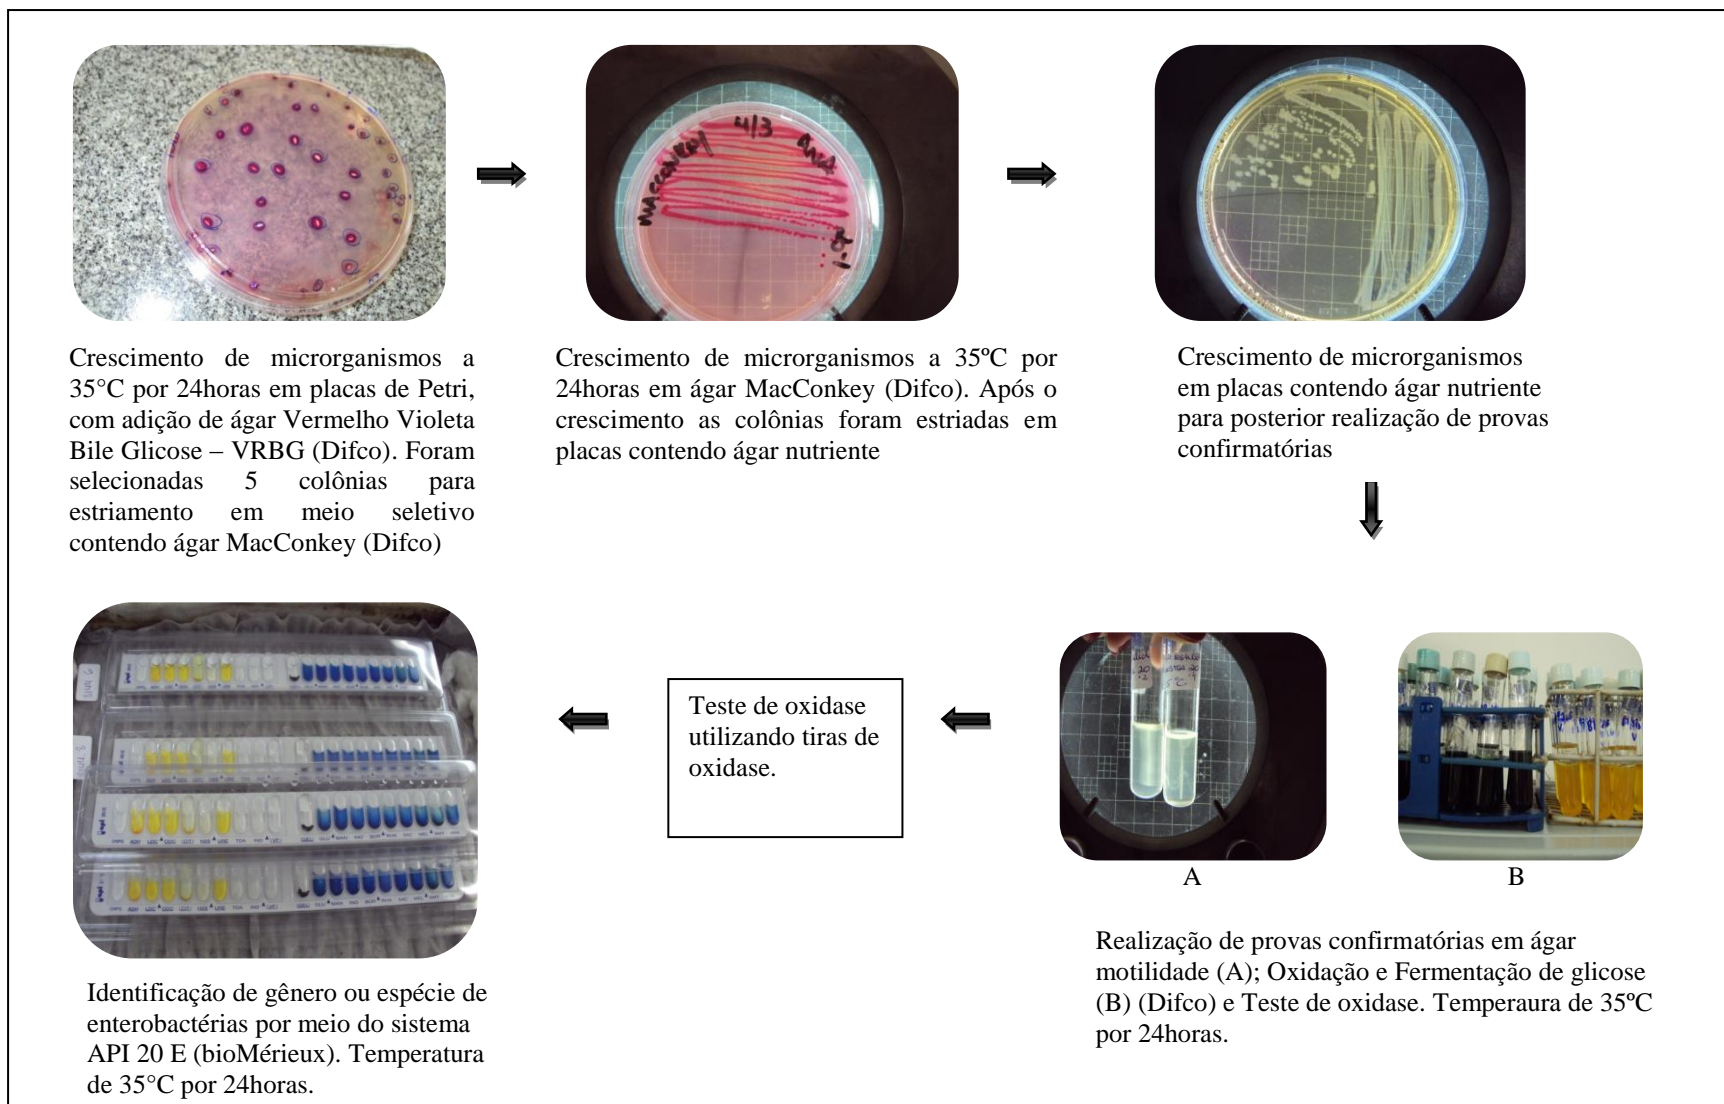 MACCONKEY
4/3
Crescimento de microrganismos a
35°C por 24horas em placas de Petri,
com adição de ágar Vermelho Violeta
Bile Glicose – VRBG (Difco). Foram
selecionadas 5 colônias para
estriamento em meio seletivo
contendo ágar MacConkey (Difco)
Crescimento de microrganismos a 35ºC por
24horas em ágar MacConkey (Difco). Após o
crescimento as colônias foram estriadas em
placas contendo ágar nutriente
Crescimento de microrganismos
em placas contendo ágar nutriente
para posterior realização de provas
confirmatórias
A
B
Realização de provas confirmatórias em ágar
motilidade (A); Oxidação e Fermentação de glicose
(B) (Difco) e Teste de oxidase. Temperaura de 35ºC
por 24horas.
Teste de oxidase
utilizando tiras de
oxidase.
Identificação de gênero ou espécie de
enterobactérias por meio do sistema
API 20 E (bioMérieux). Temperatura
de 35°C por 24horas.